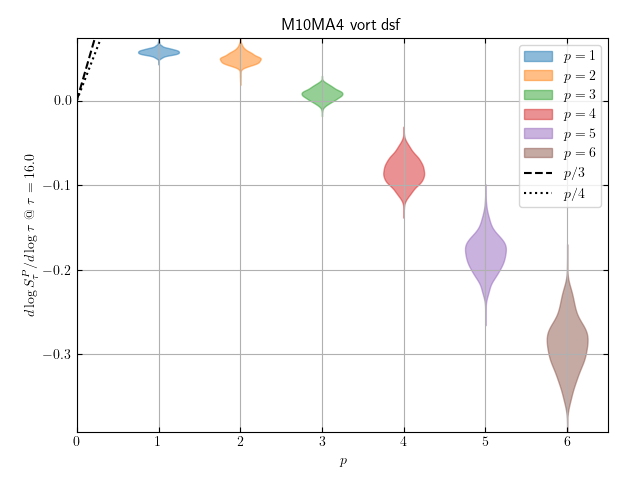 M10MA4 vort dsf
d log S_τ^P / d log τ @ τ = 16.0
0.0
−0.1
−0.2
−0.3
0 1 2 3 4 5 6
p
p = 1
p = 2
p = 3
p = 4
p = 5
p = 6
p/3
p/4